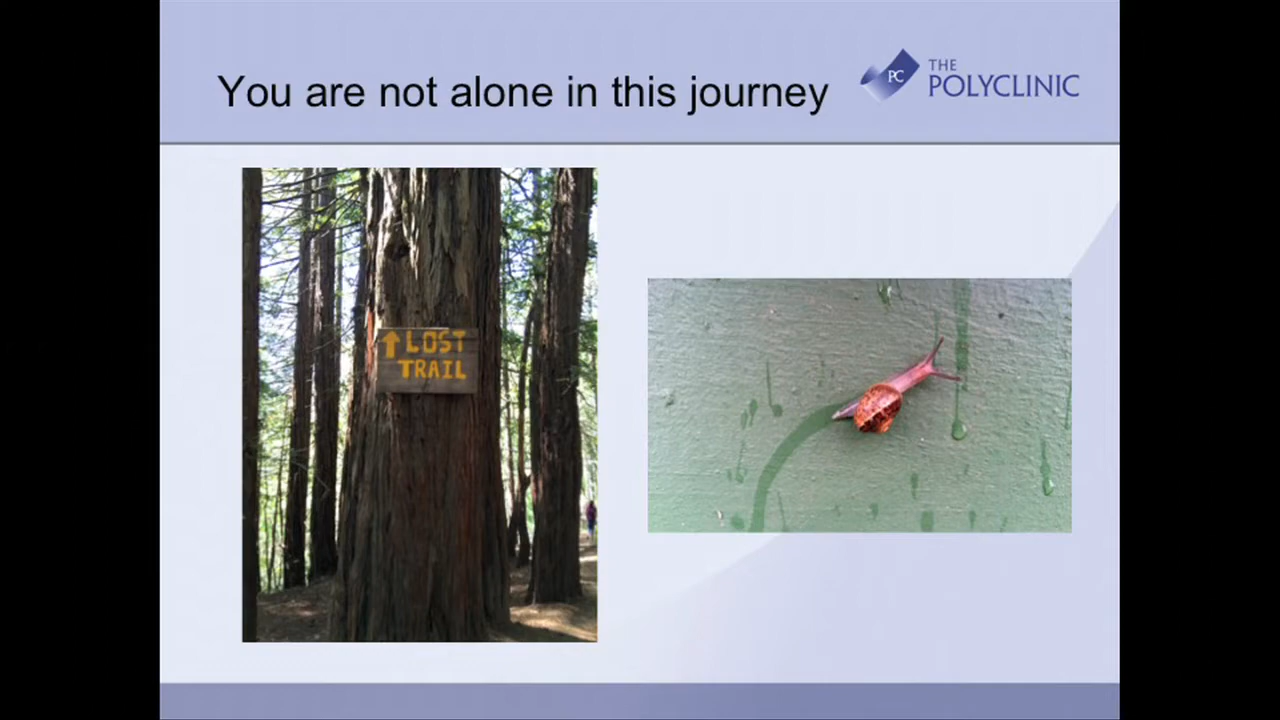 You are not alone in this journey
PC
THE
POLYCLINIC
↑LOST
TRAIL